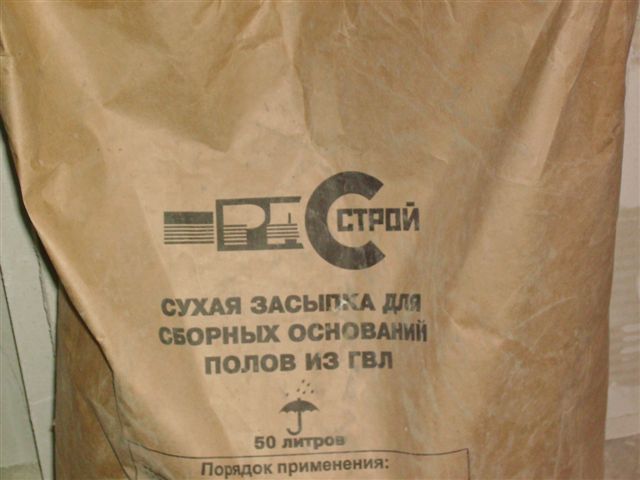 СТРОЙ
СУХАЯ ЗАСЫПКА ДЛЯ
СБОРНЫХ ОСНОВАНИЙ
ПОЛОВ ИЗ ГВЛ
50 литров
Порядок применения: